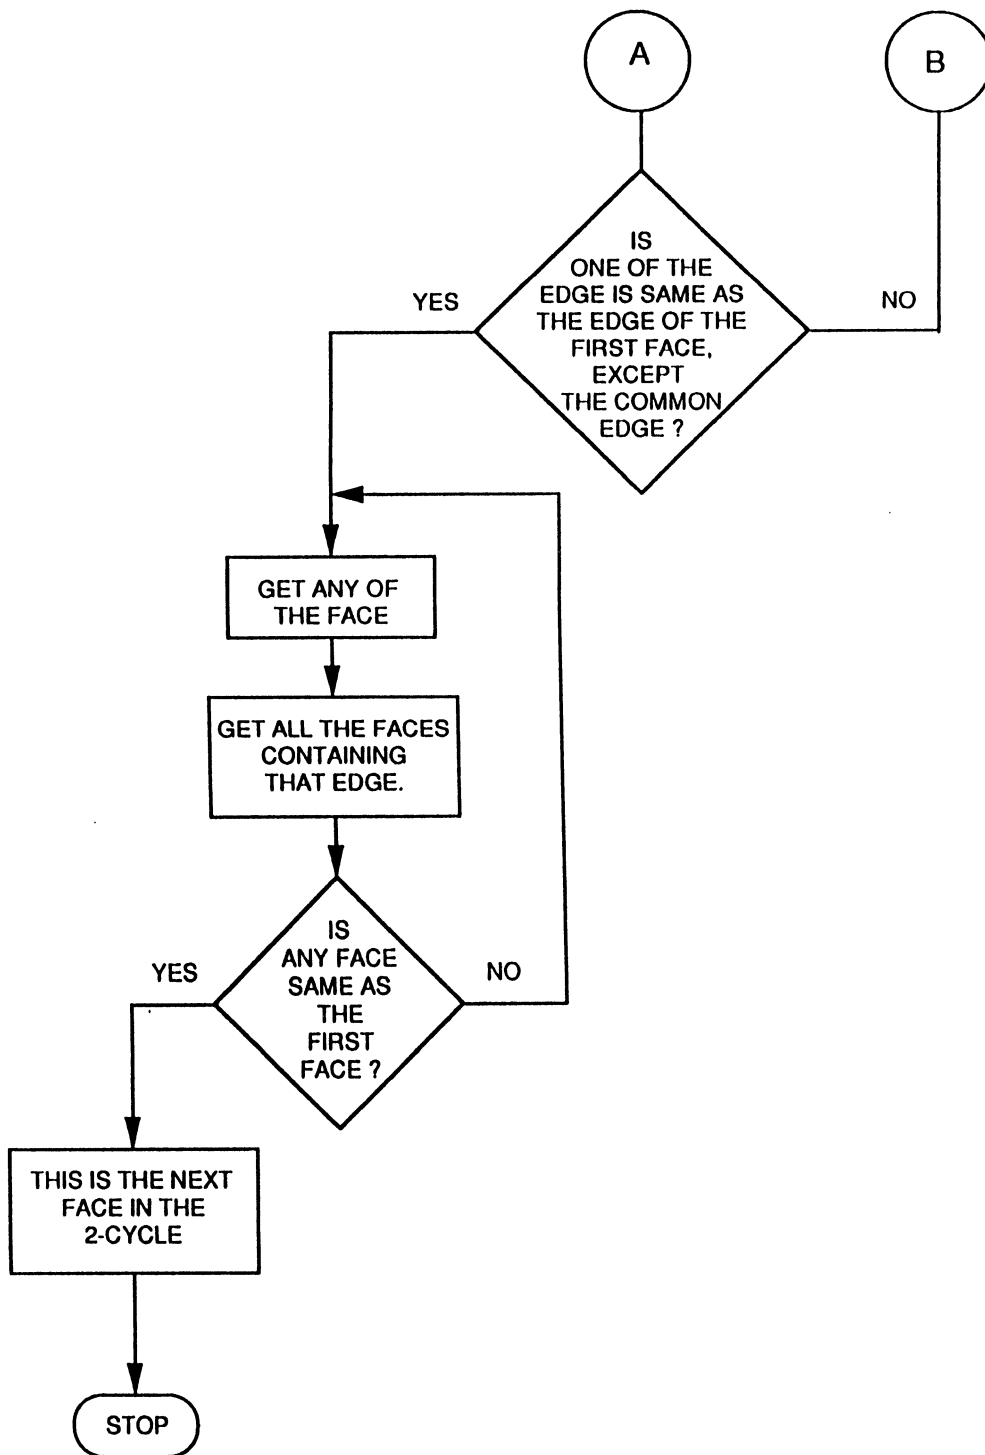 A
B
IS
ONE OF THE
EDGE IS SAME AS
THE EDGE OF THE
FIRST FACE,
EXCEPT
THE COMMON
EDGE ?
YES
NO
GET ANY OF
THE FACE
GET ALL THE FACES
CONTAINING
THAT EDGE.
IS
ANY FACE
SAME AS
THE
FIRST
FACE ?
YES
NO
THIS IS THE NEXT
FACE IN THE
2-CYCLE
STOP